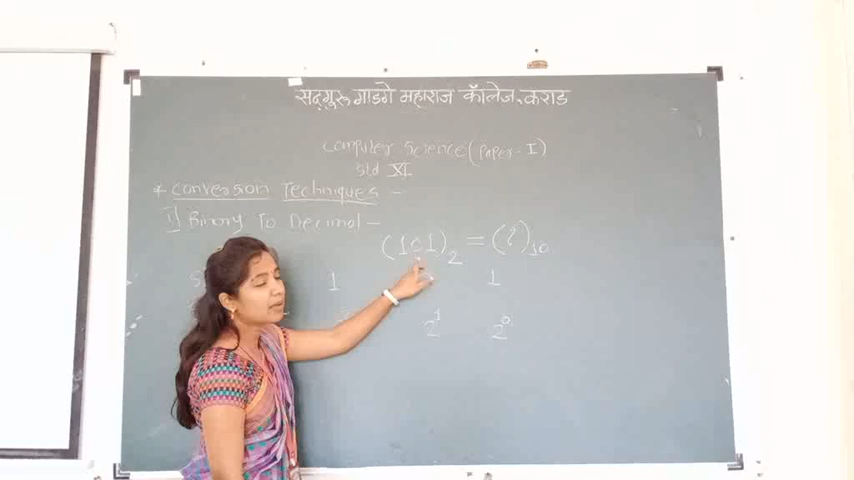 सद्गुरू गाडगे महाराज कॉलेज, कराड
Computer Science (Paper - I)
Std XI
* Conversion Techniques -
1) Binary To Decimal -
(101)₂ = (?)₁₀
1 1
2¹ 2⁰